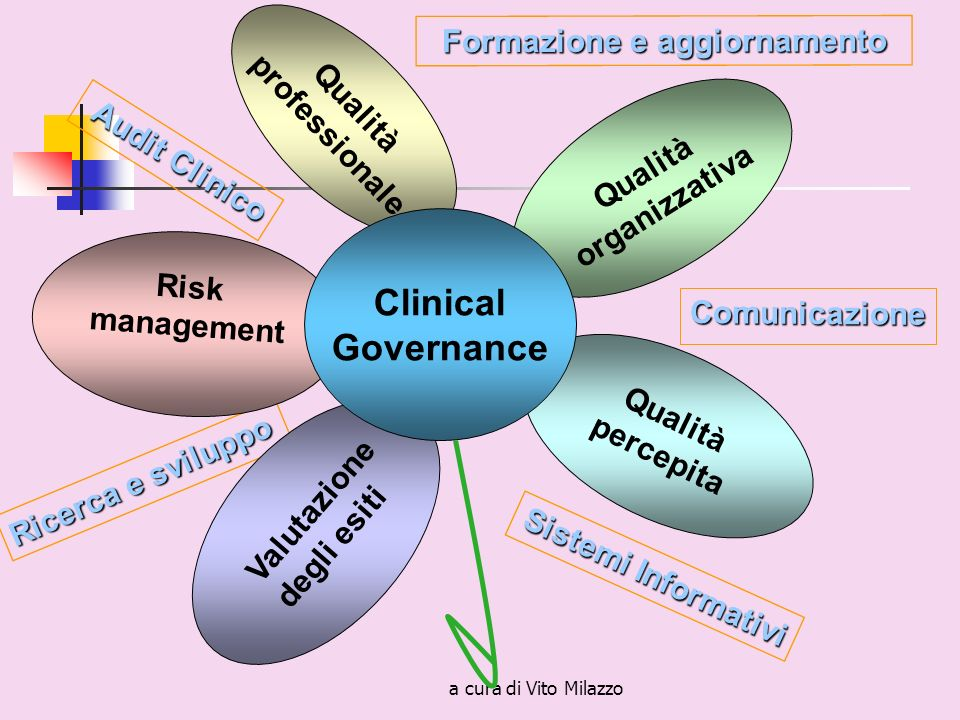 Formazione e aggiornamento
Qualità
professionale
Audit Clinico
Qualità
organizzativa
Risk
management
Clinical
Governance
Comunicazione
Qualità
percepita
Ricerca e sviluppo
Valutazione
degli esiti
Sistemi Informativi
a cura di Vito Milazzo